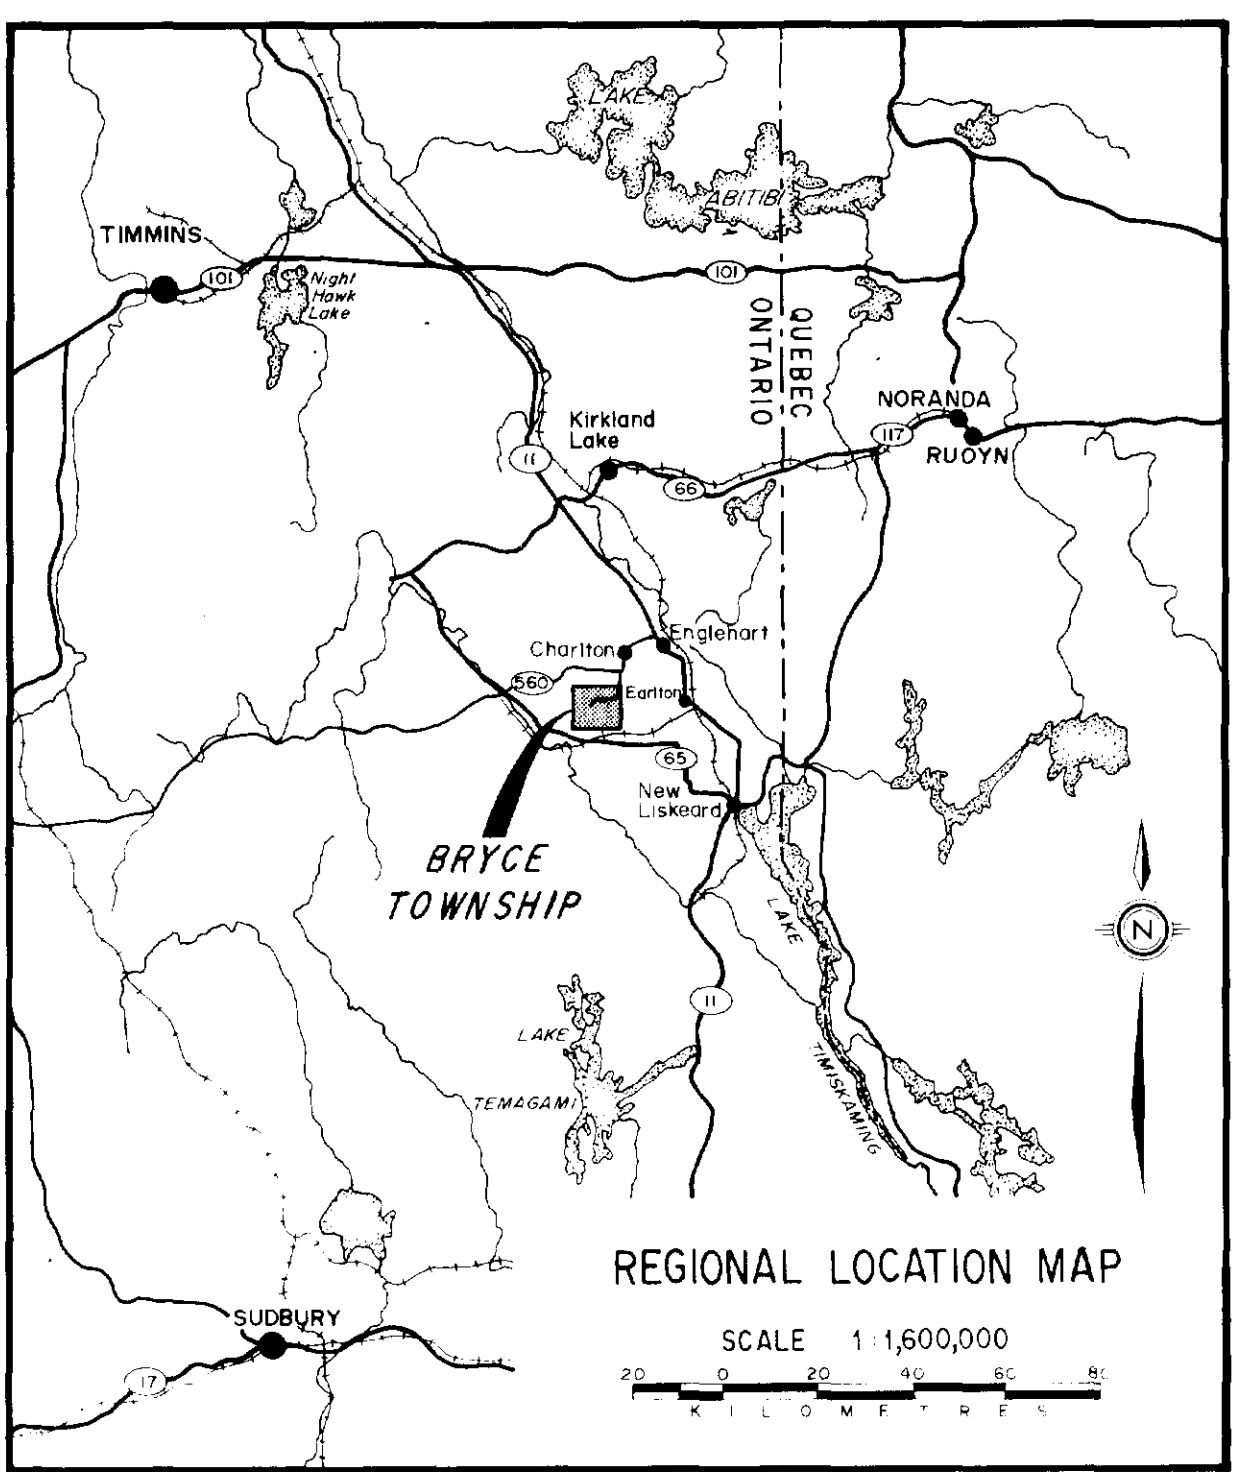 LAKE
ABITIBI
TIMMINS
101
Night
Hawk
Lake
101
QUEBEC
ONTARIO
NORANDA
117
RUOYN
Kirkland
Lake
11
66
Englehart
Charlton
560
Earlton
65
New
Liskeard
BRYCE
TOWNSHIP
LAKE
TIMISKAMING
N
11
LAKE
TEMAGAMI
REGIONAL LOCATION MAP
SUDBURY
SCALE 1:1,600,000
17
20 0 20 40 60 80
KILOMETRES